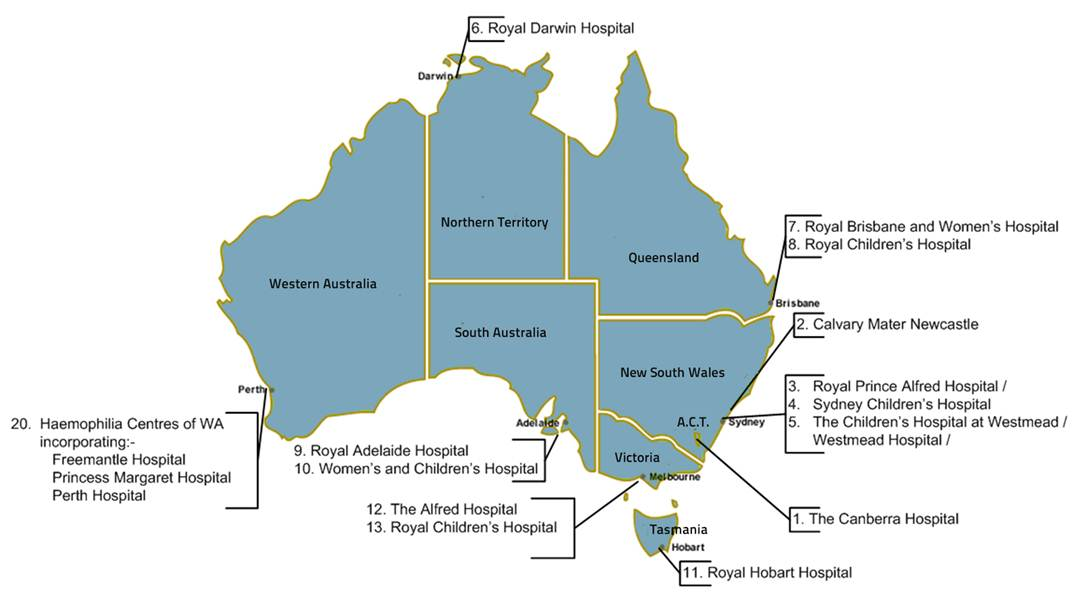 6. Royal Darwin Hospital
Darwin
Northern Territory
7. Royal Brisbane and Women's Hospital
8. Royal Children's Hospital
Queensland
Western Australia
Brisbane
2. Calvary Mater Newcastle
South Australia
New South Wales
3. Royal Prince Alfred Hospital /
4. Sydney Children's Hospital
5. The Children's Hospital at Westmead /
Westmead Hospital /
Perth
A.C.T.
Sydney
Adelaide
20. Haemophilia Centres of WA
incorporating:-
Freemantle Hospital
Princess Margaret Hospital
Perth Hospital
9. Royal Adelaide Hospital
10. Women's and Children's Hospital
Victoria
Melbourne
12. The Alfred Hospital
13. Royal Children's Hospital
1. The Canberra Hospital
Tasmania
Hobart
11. Royal Hobart Hospital